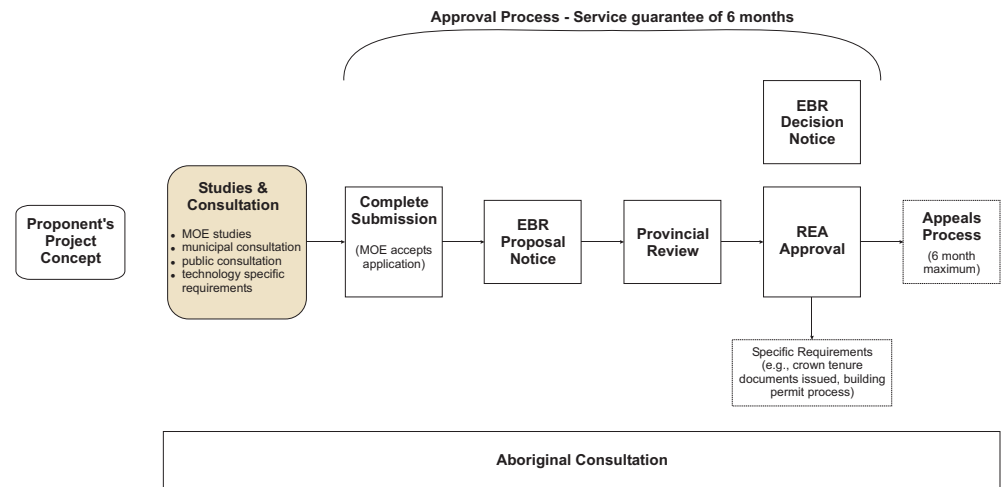 Approval Process - Service guarantee of 6 months
EBR
Decision
Notice
Proponent's
Project
Concept
Studies &
Consultation
• MOE studies
• municipal consultation
• public consultation
• technology specific
requirements
Complete
Submission
(MOE accepts
application)
EBR
Proposal
Notice
Provincial
Review
REA
Approval
Appeals
Process
(6 month
maximum)
Specific Requirements
(e.g., crown tenure
documents issued, building
permit process)
Aboriginal Consultation